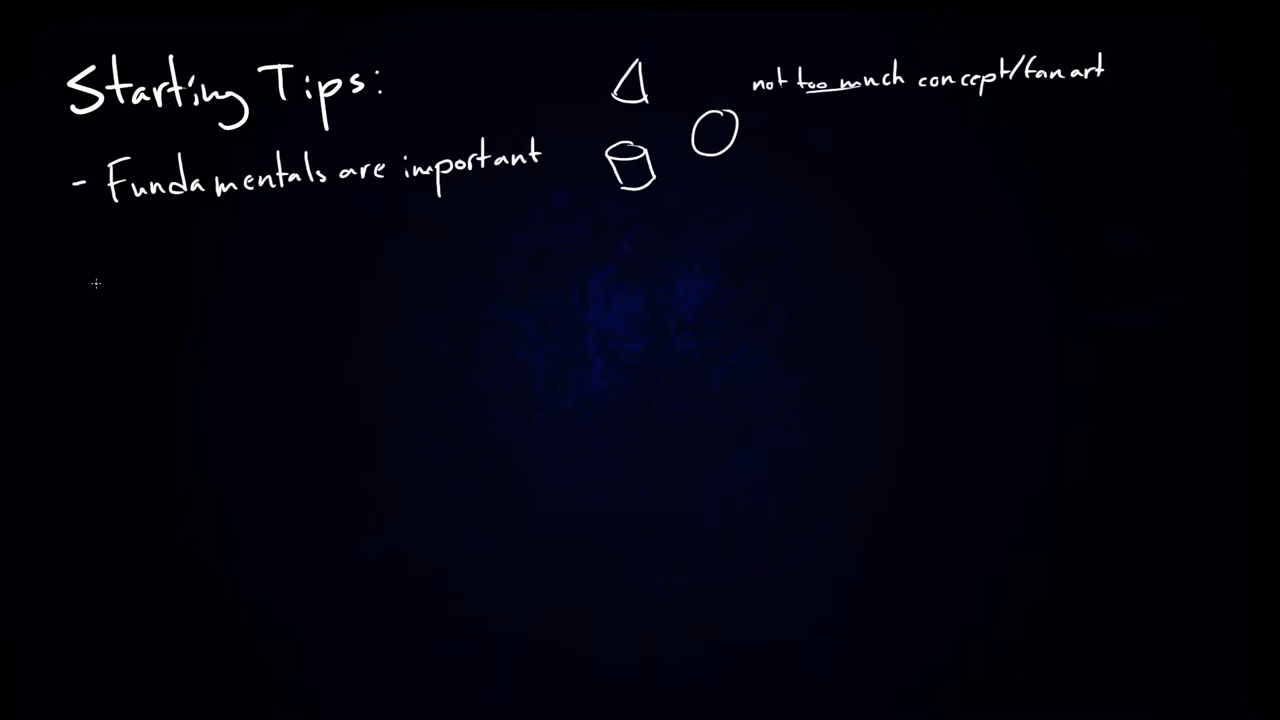 Starting Tips:
not too much concept/fan art
- Fundamentals are important